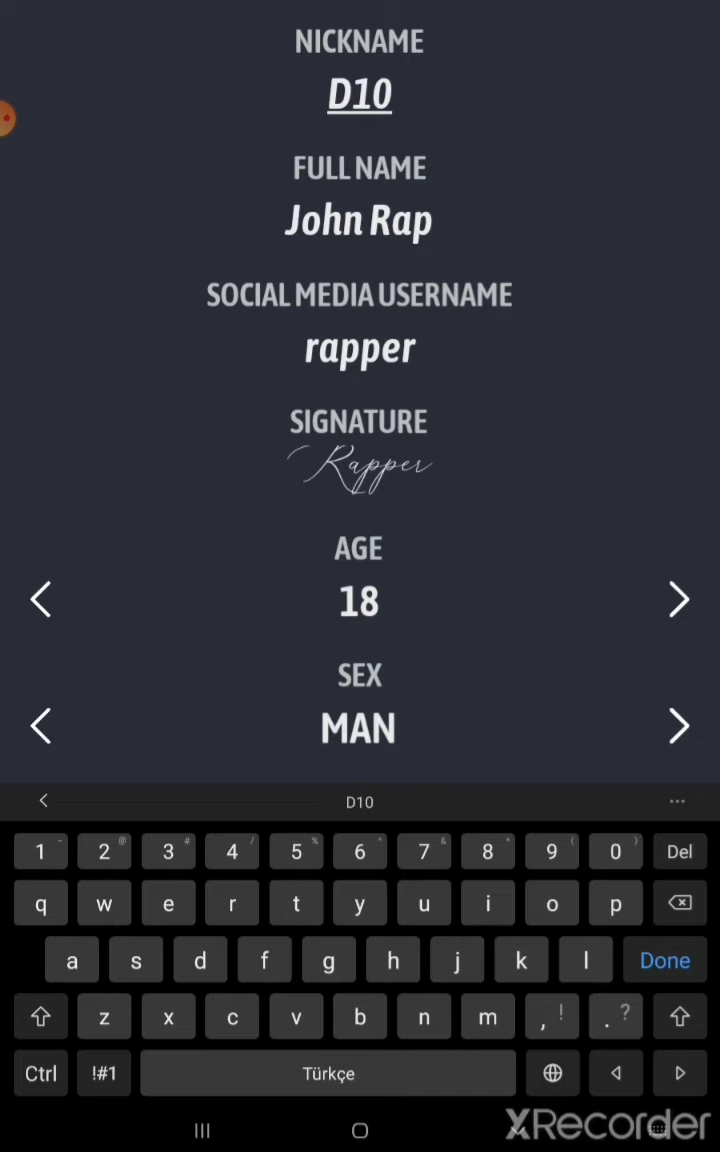 NICKNAME
D10
FULL NAME
John Rap
SOCIAL MEDIA USERNAME
rapper
SIGNATURE
Rapper
AGE
18
SEX
MAN
D10
1 - 2 @ 3 # 4 / 5 % 6 ^ 7 & 8 * 9 ( 0 ) Del
q w e r t y u i o p
a s d f g h j k l Done
z x c v b n m , ! . ?
Ctrl !#1 Türkçe
XRecorder